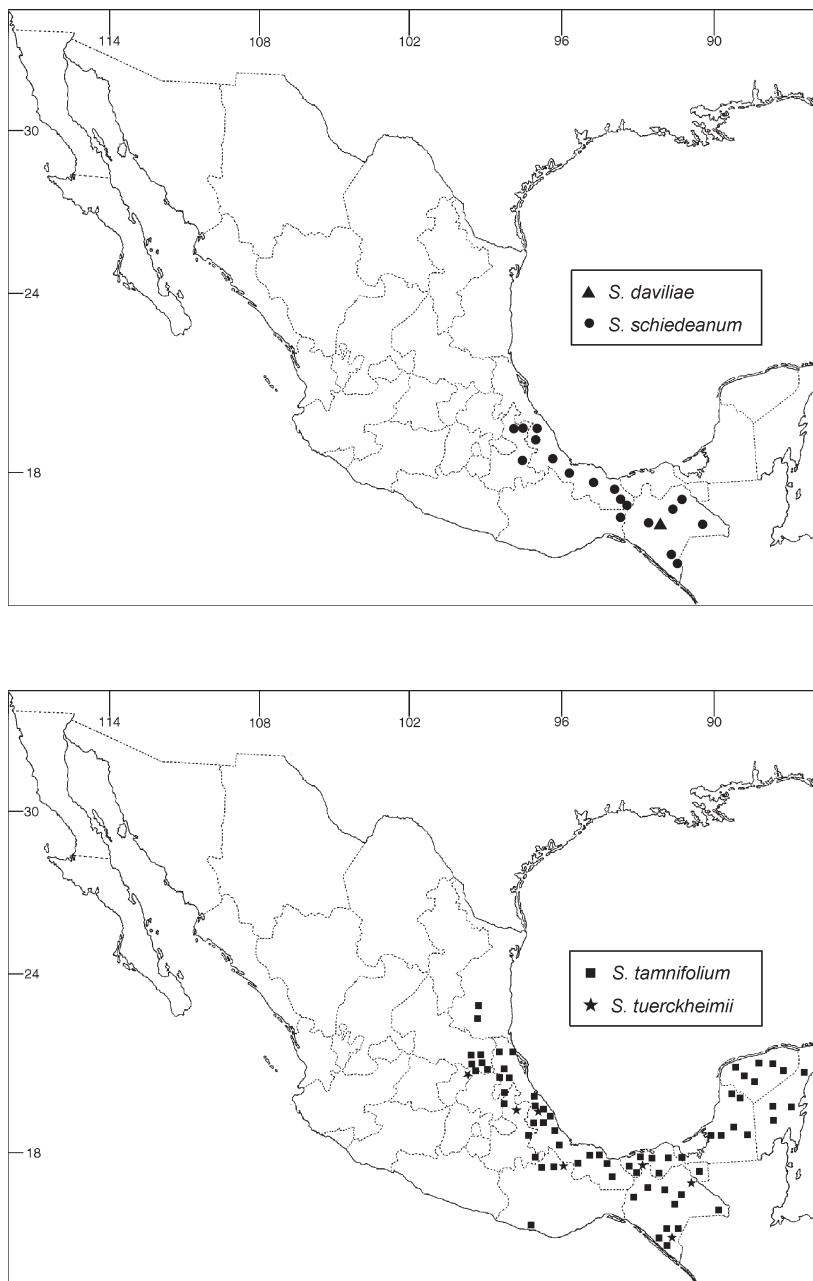 114 108 102 96 90
30
24
18
S. daviliae
S. schiedeanum
114 108 102 96 90
30
24
18
S. tamnifolium
S. tuerckheimii